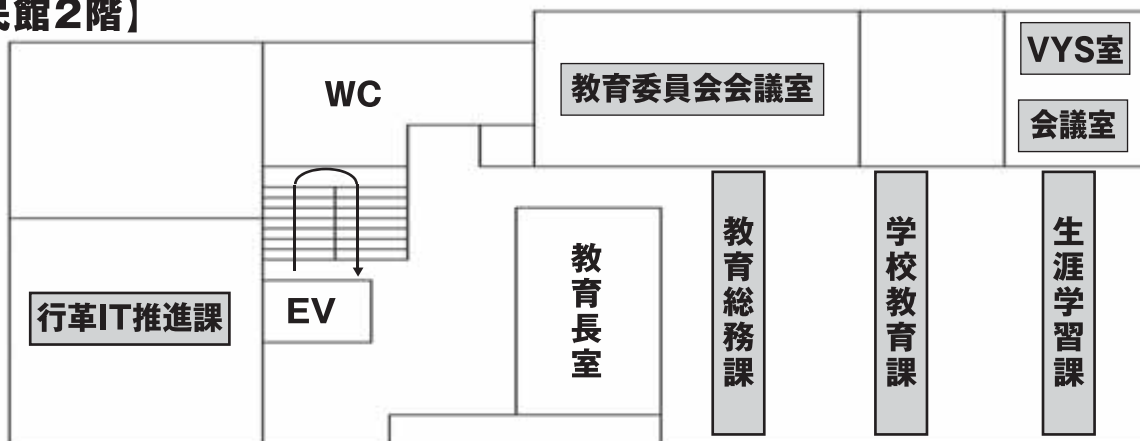 民館2階】
WC
教育委員会会議室
VYS室
会議室
行革IT推進課
EV
教育長室
教育総務課
学校教育課
生涯学習課